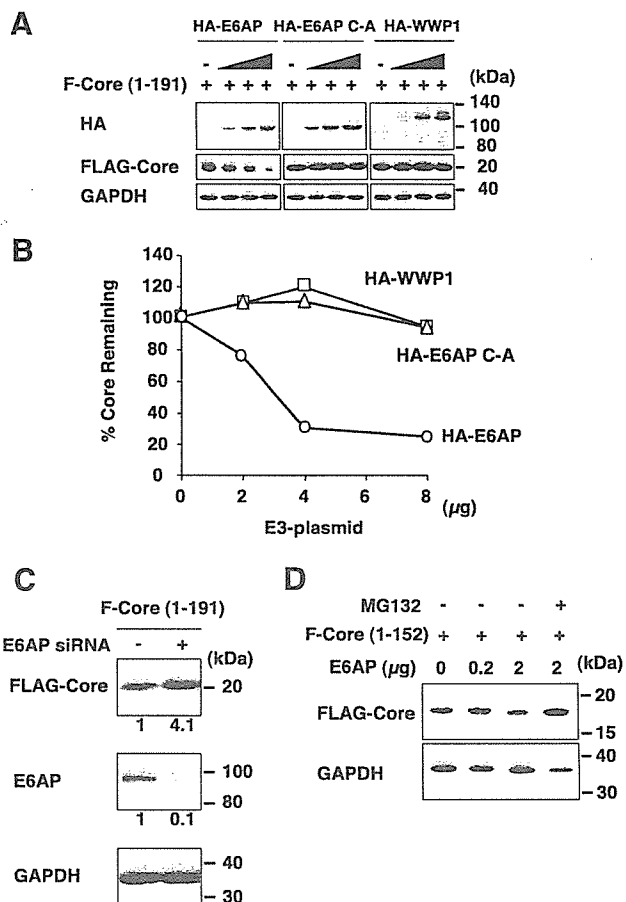 A
HA-E6AP HA-E6AP C-A HA-WWP1
- - -
F-Core (1-191) + + + + + + + + + + + + (kDa)
HA
140
100
80
FLAG-Core
20
GAPDH
40
B
140
120
100
80
60
40
20
0
% Core Remaining
HA-WWP1
HA-E6AP C-A
HA-E6AP
0 2 4 6 8 (µg)
E3-plasmid
C
F-Core (1-191)
E6AP siRNA - +
(kDa)
FLAG-Core
20
1 4.1
E6AP
100
80
1 0.1
GAPDH
40
30
D
MG132 - - - +
F-Core (1-152) + + + +
E6AP (µg) 0 0.2 2 2 (kDa)
FLAG-Core
20
15
GAPDH
40
30